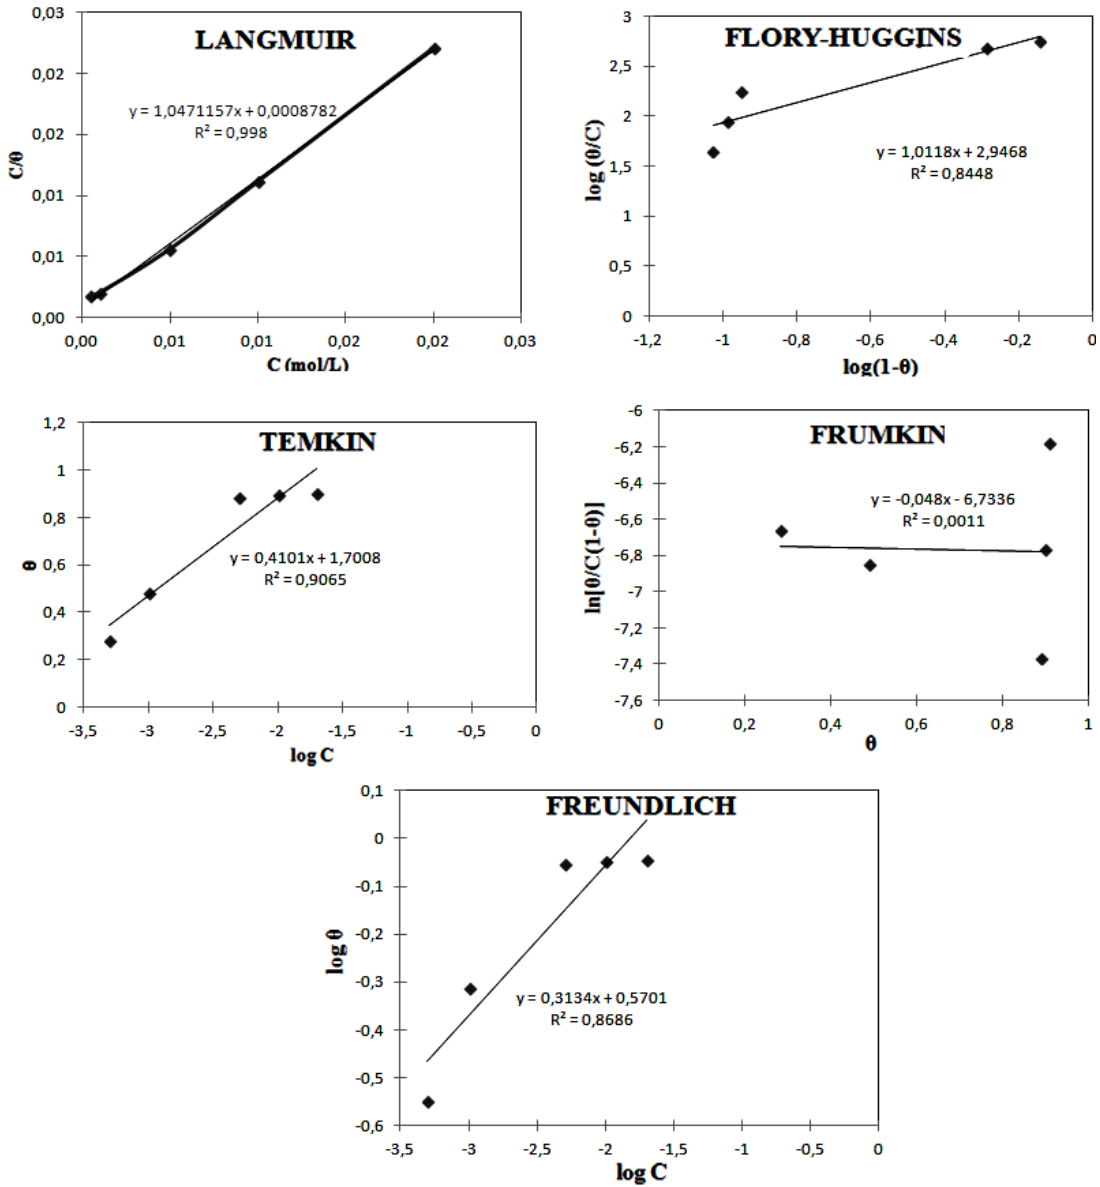 LANGMUIR
y = 1,0471157x + 0,0008782
R² = 0,998
C/θ
0,03
0,02
0,02
0,01
0,01
0,00
0,00
0,01
0,01
0,02
0,02
0,03
C (mol/L)
FLORY-HUGGINS
y = 1,0118x + 2,9468
R² = 0,8448
log (θ/C)
3
2,5
2
1,5
1
0,5
0
-1,2
-1
-0,8
-0,6
-0,4
-0,2
0
log(1-θ)
TEMKIN
y = 0,4101x + 1,7008
R² = 0,9065
θ
1,2
1
0,8
0,6
0,4
0,2
0
-3,5
-3
-2,5
-2
-1,5
-1
-0,5
0
log C
FRUMKIN
y = -0,048x - 6,7336
R² = 0,0011
ln[θ/C(1-θ)]
-6
-6,2
-6,4
-6,6
-6,8
-7
-7,2
-7,4
-7,6
0
0,2
0,4
0,6
0,8
1
θ
FREUNDLICH
y = 0,3134x + 0,5701
R² = 0,8686
log θ
0,1
0
-0,1
-0,2
-0,3
-0,4
-0,5
-0,6
-3,5
-3
-2,5
-2
-1,5
-1
-0,5
0
log C